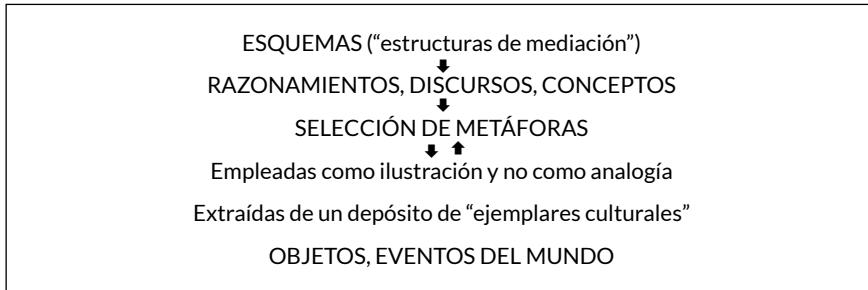 ESQUEMAS (“estructuras de mediación”)
RAZONAMIENTOS, DISCURSOS, CONCEPTOS
SELECCIÓN DE METÁFORAS
Empleadas como ilustración y no como analogía
Extraídas de un depósito de “ejemplares culturales”
OBJETOS, EVENTOS DEL MUNDO